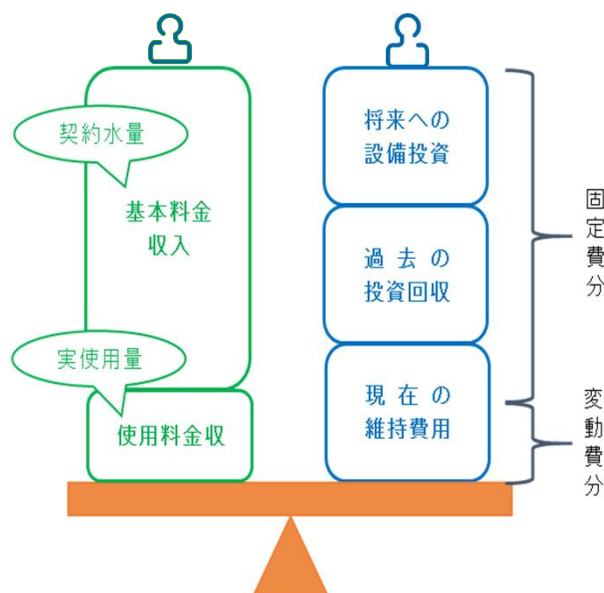 契約水量
基本料金
収入
実使用量
使用料金収
将来への
設備投資
過去の
投資回収
現在の
維持費用
固定費分
変動費分